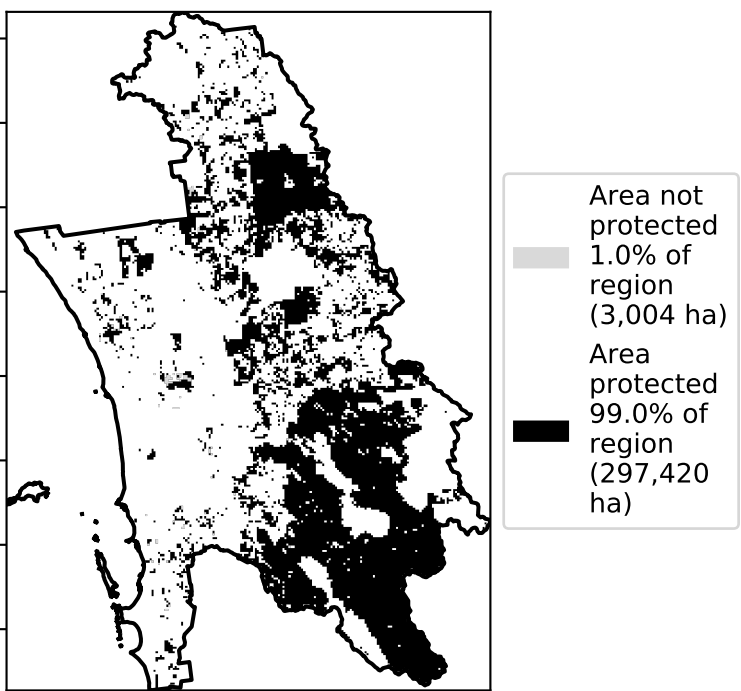 Area not
protected
1.0% of
region
(3,004 ha)
Area
protected
99.0% of
region
(297,420
ha)